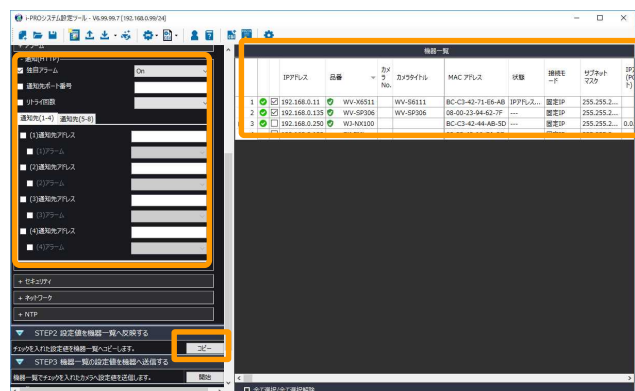 i-PROシステム設定ツール - V6.99.99.7 [192.168.0.99/24]
+ アラーム
- 通知(HTTP)
独自アラーム On
通知先ポート番号
リトライ回数
通知先(1-4) 通知先(5-8)
(1)通知先アドレス
(1)アラーム
(2)通知先アドレス
(2)アラーム
(3)通知先アドレス
(3)アラーム
(4)通知先アドレス
(4)アラーム
+ セキュリティ
+ ネットワーク
+ NTP
STEP2 設定値を機器一覧へ反映する
チェックを入れた設定値を機器一覧へコピーします。 コピー
STEP3 機器一覧の設定値を機器へ送信する
機器一覧でチェックを入れたカメラへ設定値を送信します。 開始
機器一覧
IPアドレス 品番 カメラNo. カメラタイトル MAC アドレス 状態 接続モード サブネットマスク
1 192.168.0.11 WV-X6511 WV-S6111 BC-C3-42-71-E6-AB IPアドレス... 固定IP 255.255.2...
2 192.168.0.135 WV-SP306 WV-SP306 08-00-23-94-62-7F --- 固定IP 255.255.2...
3 192.168.0.250 WJ-NX100 BC-C3-42-44-AB-5D --- 固定IP 255.255.2... 0.0.
全て選択/全て選択解除